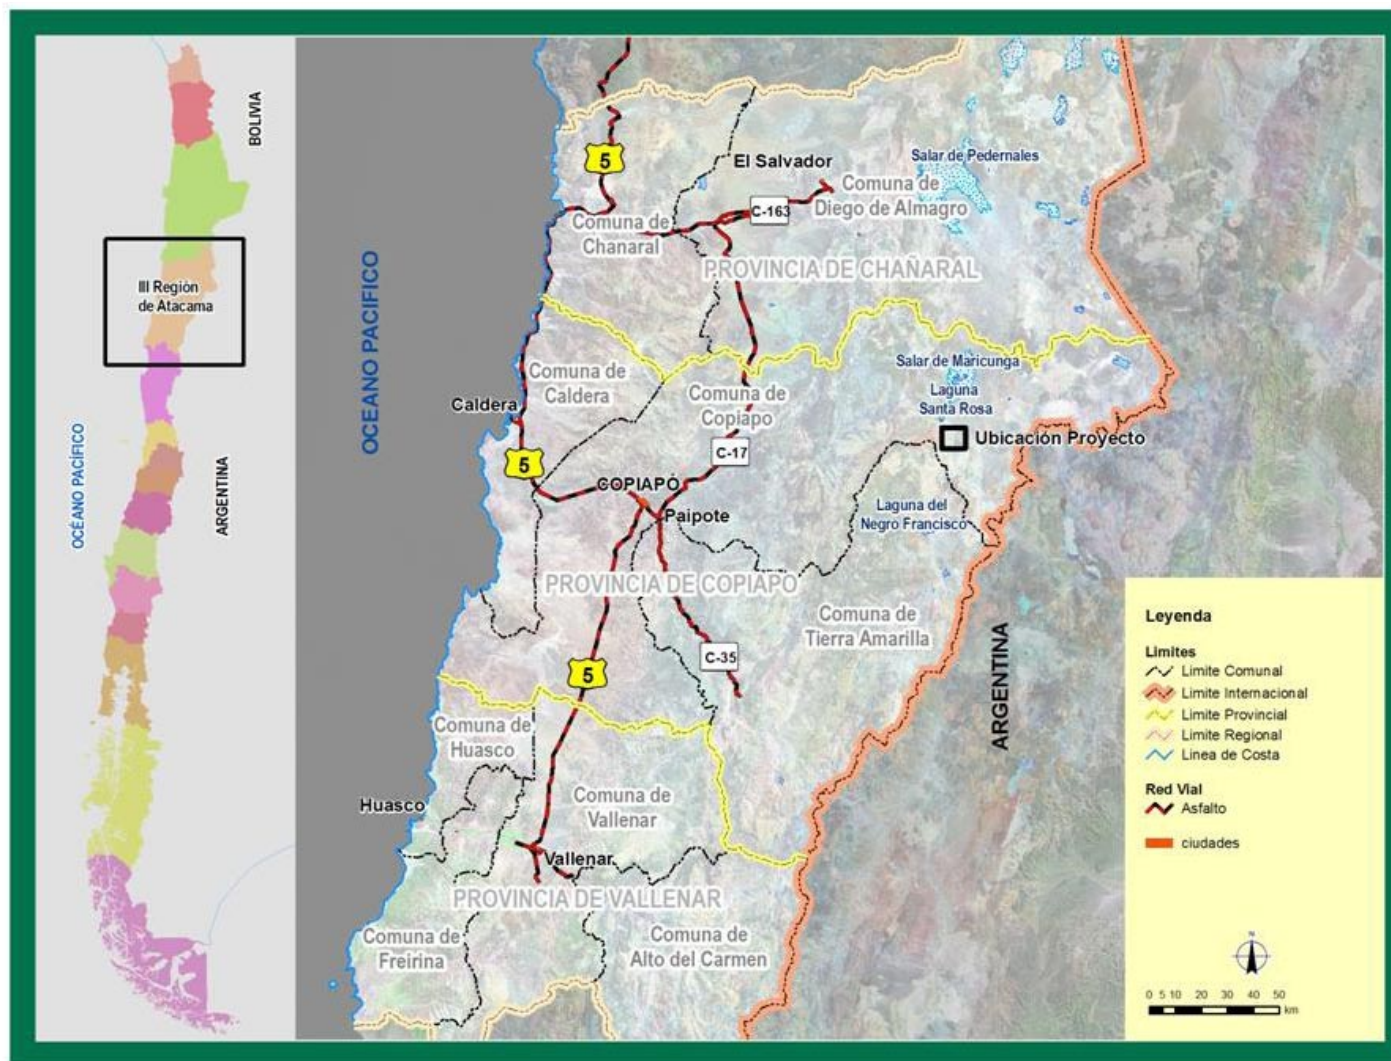 BOLIVIA
III Región
de Atacama
OCÉANO PACÍFICO
ARGENTINA
OCEANO PACIFICO
5
El Salvador
Salar de Pedernales
Comuna de
Diego de Almagro
C-163
Comuna de
Chanaral
PROVINCIA DE CHAÑARAL
Comuna de
Caldera
Salar de Maricunga
Comuna de
Copiapo
Laguna
Santa Rosa
Caldera
Ubicación Proyecto
C-17
5
COPIAPÓ
Paipote
Laguna del
Negro Francisco
PROVINCIA DE COPIAPO
Comuna de
Tierra Amarilla
C-35
5
ARGENTINA
Comuna de
Huasco
Huasco
Comuna de
Vallenar
Vallenar
PROVINCIA DE VALLENAR
Comuna de
Freirina
Comuna de
Alto del Carmen
Leyenda
Limites
Limite Comunal
Limite Internacional
Limite Provincial
Limite Regional
Linea de Costa
Red Vial
Asfalto
ciudades
N
0 5 10 20 30 40 50
km